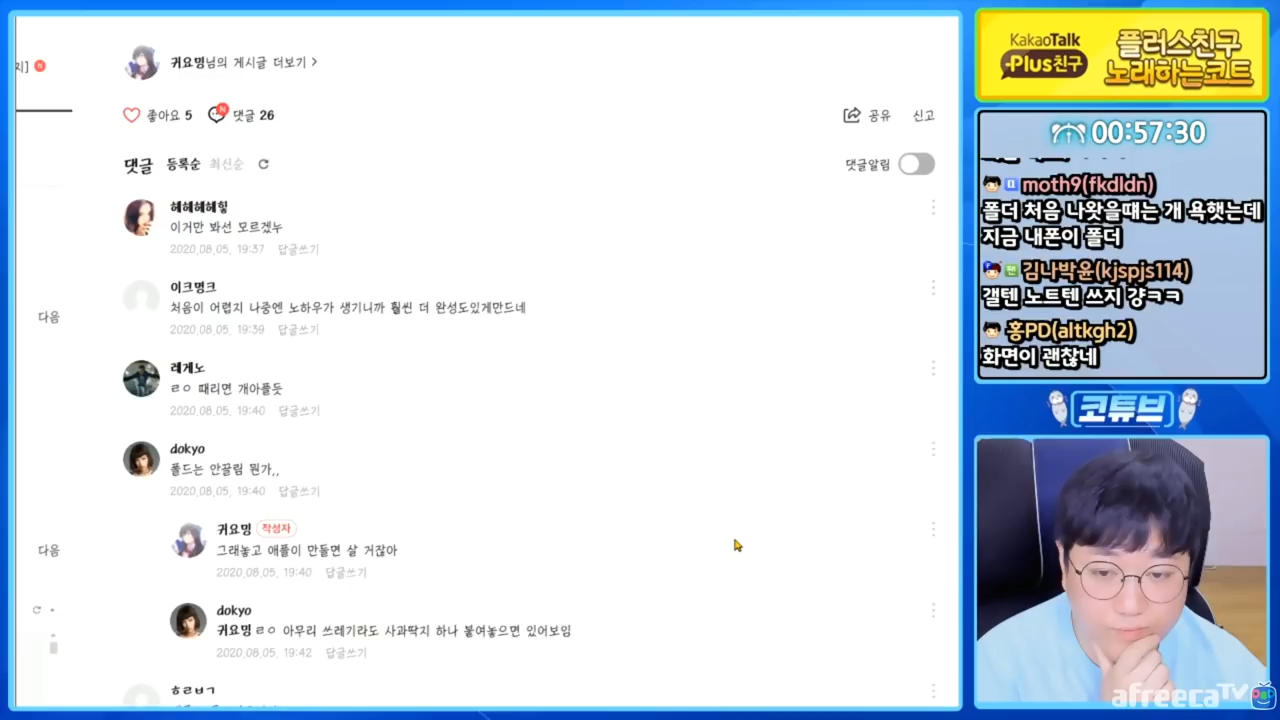 지]
귀요밍님의 게시글 더보기 >
좋아요 5 N 댓글 26
공유 신고
댓글 등록순 최신순
댓글알림
헤헤헤헤힣
이거만 봐선 모르겠누
2020.08.05. 19:37 답글쓰기
이크명크
처음이 어렵지 나중엔 노하우가 생기니까 훨씬 더 완성도있게만드네
2020.08.05. 19:39 답글쓰기
다음
레게노
ㄹㅇ 때리면 개아플듯
2020.08.05. 19:40 답글쓰기
dokyo
폴드는 안끌림 뭔가,,
2020.08.05. 19:40 답글쓰기
귀요밍 작성자
그래놓고 애플이 만들면 살 거잖아
2020.08.05. 19:40 답글쓰기
다음
dokyo
귀요밍 ㄹㅇ 아무리 쓰레기라도 사과딱지 하나 붙여놓으면 있어보임
2020.08.05. 19:42 답글쓰기
ㅎㄹㅂㄱ
KakaoTalk
Plus친구
플러스친구
노래하는코트
00:57:30
moth9(fkdldn)
폴더 처음 나왓을떄는 개 욕햇는데
지금 내폰이 폴더
김나박윤(kjspjs114)
갤텐 노트텐 쓰지 걍ㅋㅋ
홍PD(altkgh2)
화면이 괜찮네
코튜브
afreecaTV